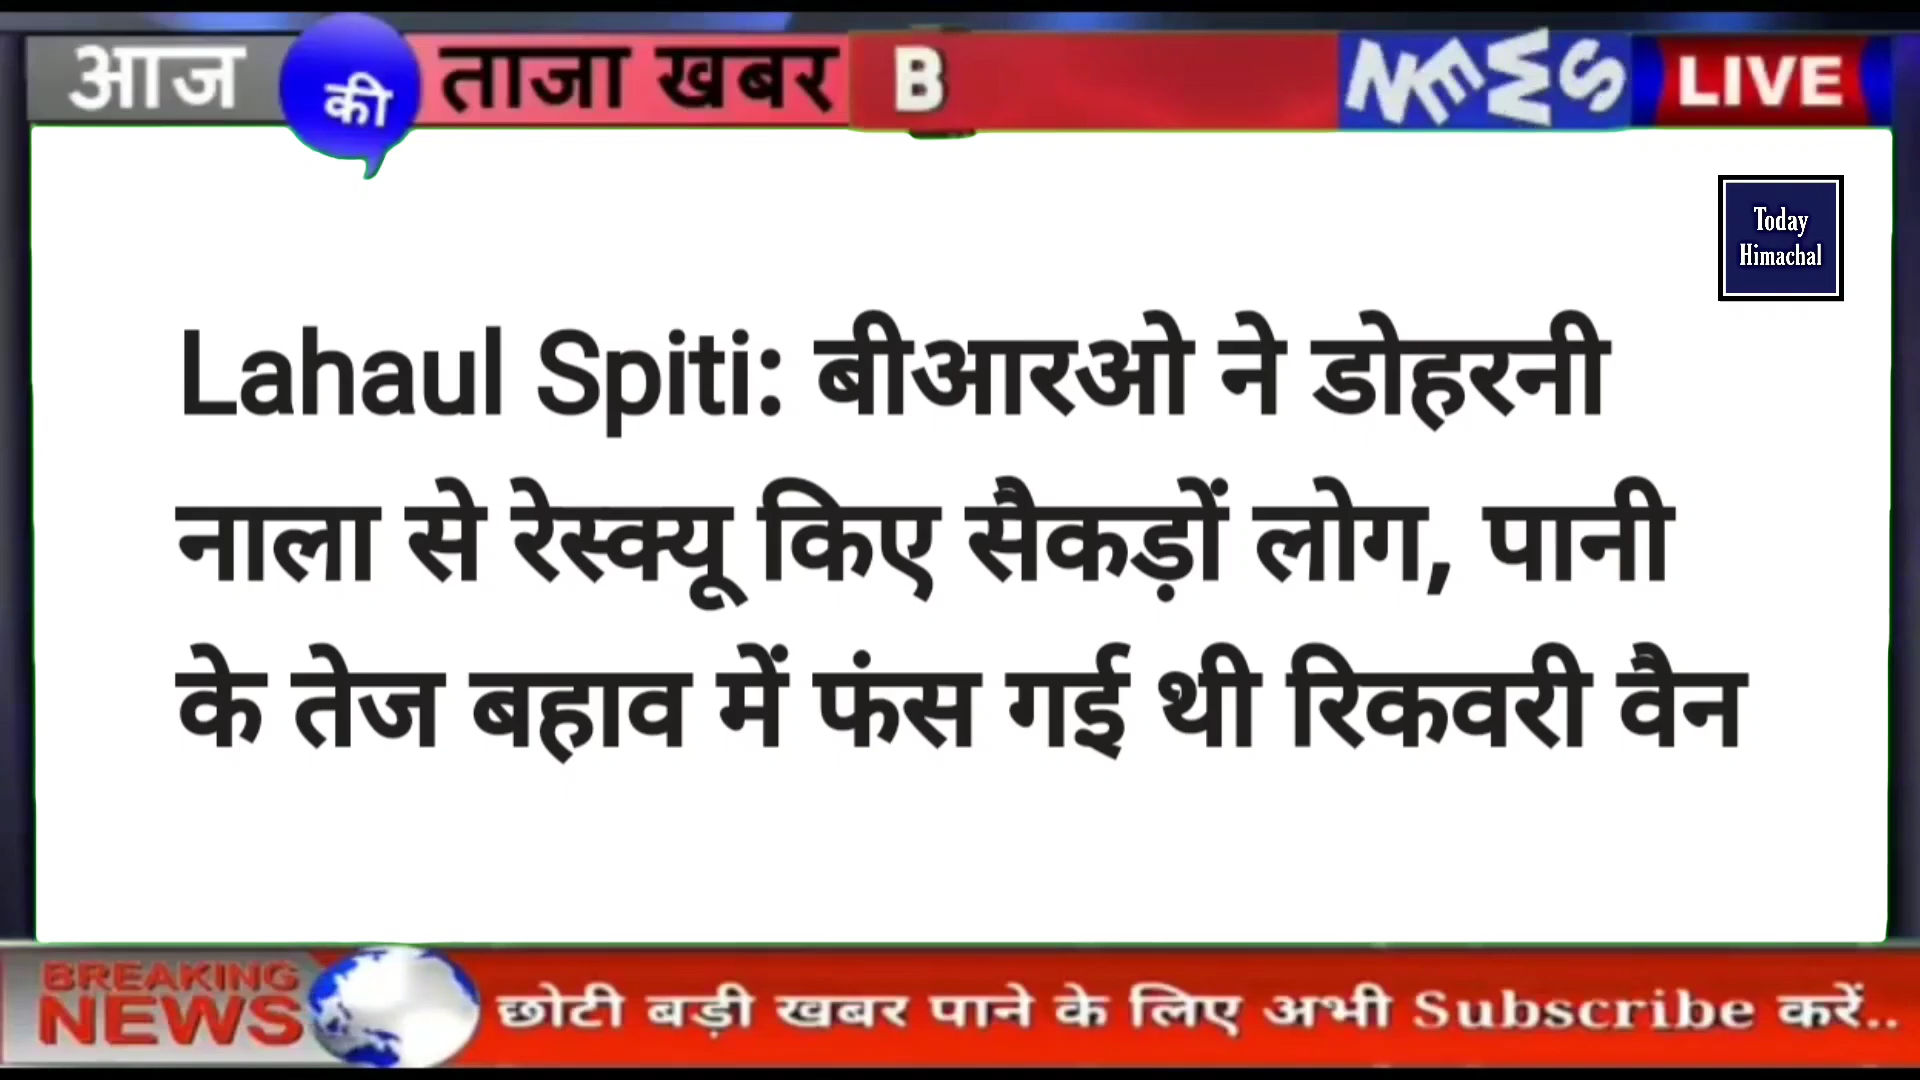 आज की ताजा खबर B NEWS LIVE
Today
Himachal
Lahaul Spiti: बीआरओ ने डोहरनी
नाला से रेस्क्यू किए सैकड़ों लोग, पानी
के तेज बहाव में फंस गई थी रिकवरी वैन
BREAKING
NEWS
छोटी बड़ी खबर पाने के लिए अभी Subscribe करें..